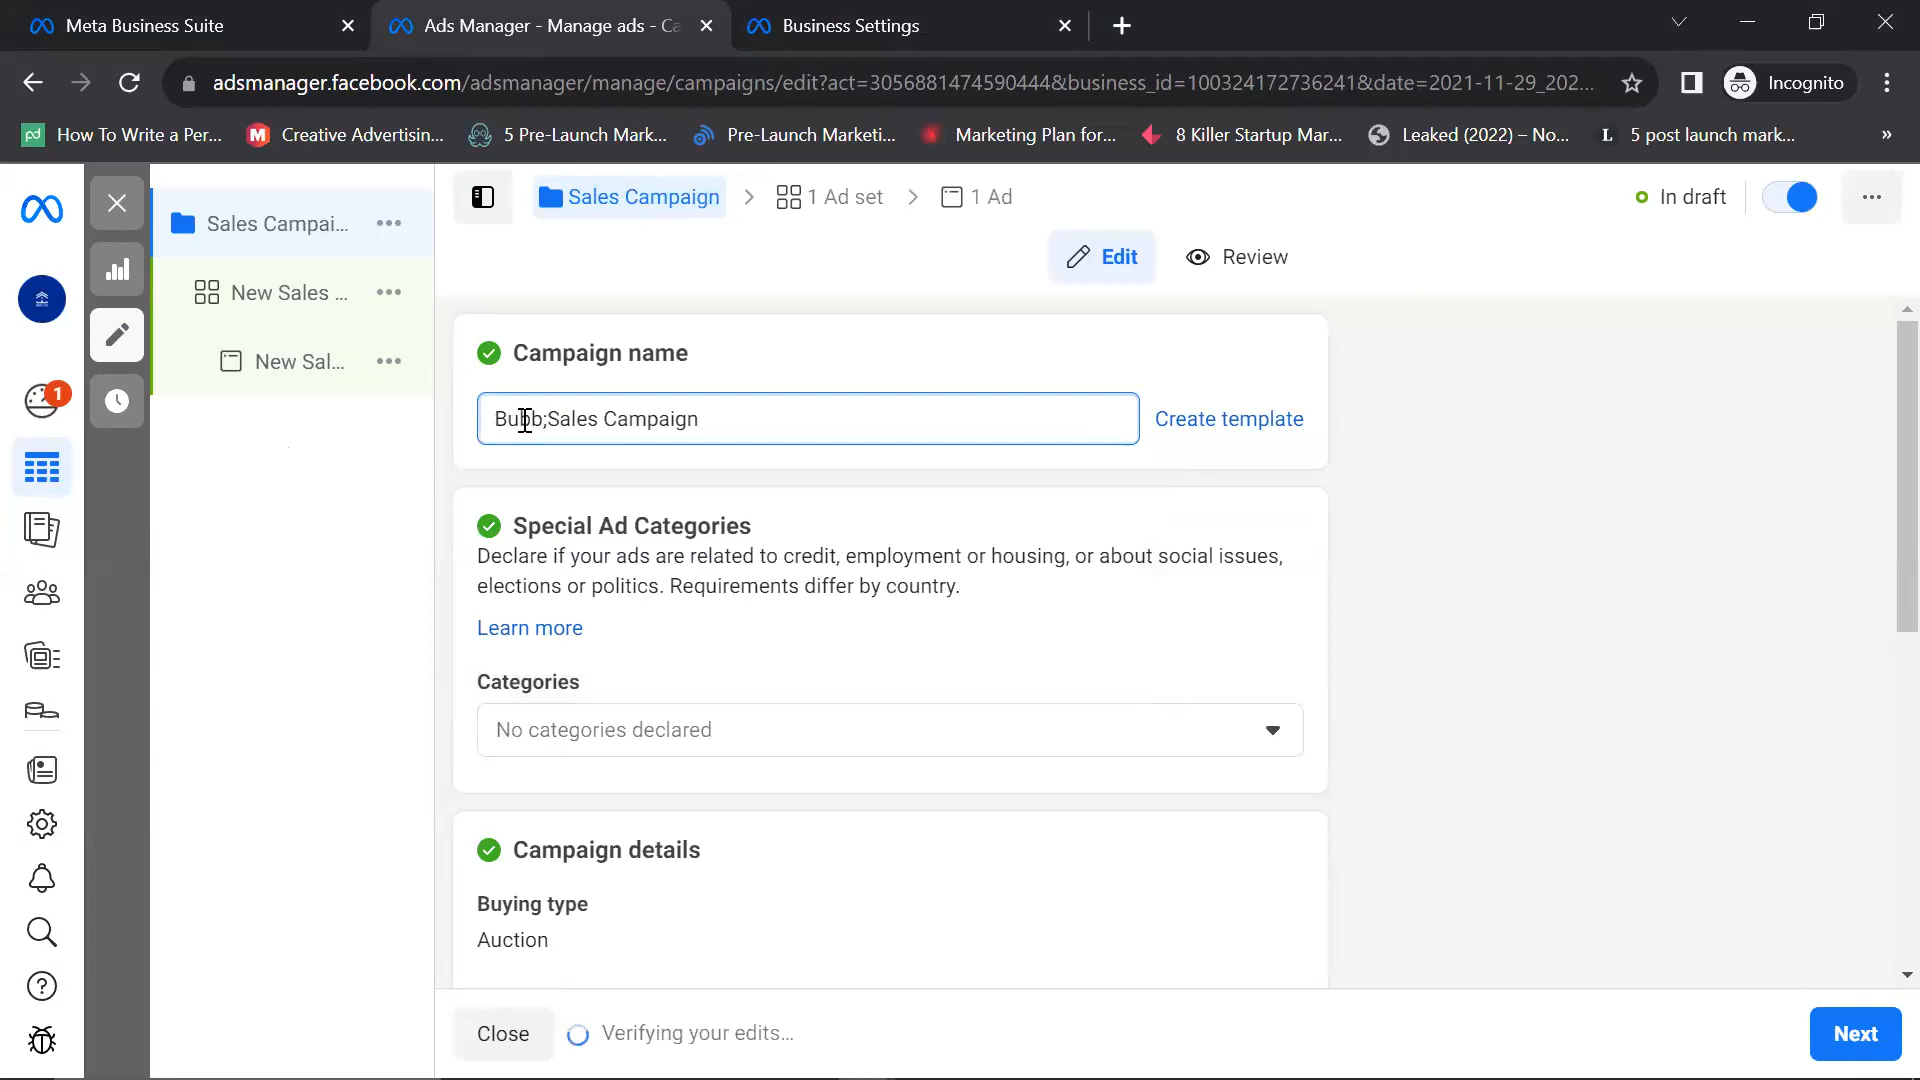 Meta Business Suite
Ads Manager - Manage ads - Ca
Business Settings
adsmanager.facebook.com/adsmanager/manage/campaigns/edit?act=3056881474590444&business_id=100324172736241&date=2021-11-29_202...
Incognito
pd How To Write a Per...
M Creative Advertisin...
5 Pre-Launch Mark...
Pre-Launch Marketi...
Marketing Plan for...
8 Killer Startup Mar...
Leaked (2022) – No...
L 5 post launch mark...
»
Sales Campai...
New Sales ...
New Sal...
1
Sales Campaign
1 Ad set
1 Ad
In draft
Edit
Review
Campaign name
Bubb;Sales Campaign
Create template
Special Ad Categories
Declare if your ads are related to credit, employment or housing, or about social issues,
elections or politics. Requirements differ by country.
Learn more
Categories
No categories declared
Campaign details
Buying type
Auction
Close
Verifying your edits...
Next